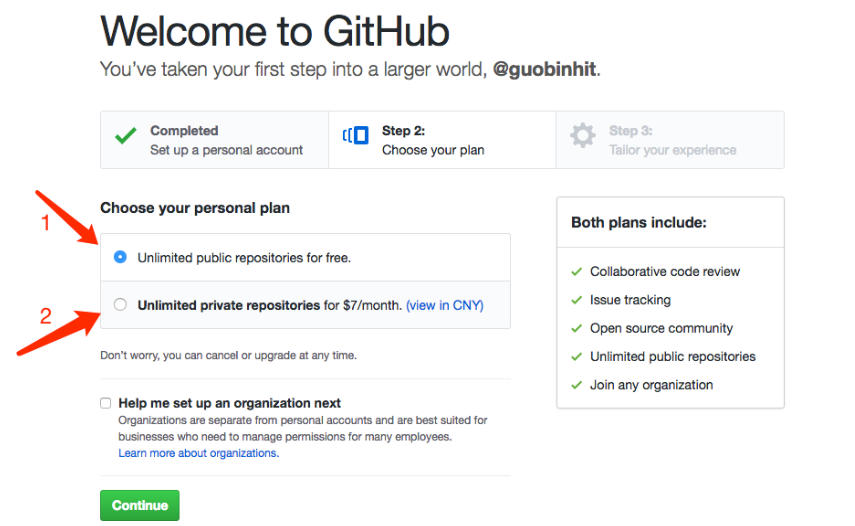 Welcome to GitHub
You've taken your first step into a larger world, @guobinhit.
Completed
Set up a personal account
Step 2:
Choose your plan
Step 3:
Tailor your experience
1
Choose your personal plan
Unlimited public repositories for free.
2
Unlimited private repositories for $7/month. (view in CNY)
Don't worry, you can cancel or upgrade at any time.
Help me set up an organization next
Organizations are separate from personal accounts and are best suited for
businesses who need to manage permissions for many employees.
Learn more about organizations.
Continue
Both plans include:
Collaborative code review
Issue tracking
Open source community
Unlimited public repositories
Join any organization